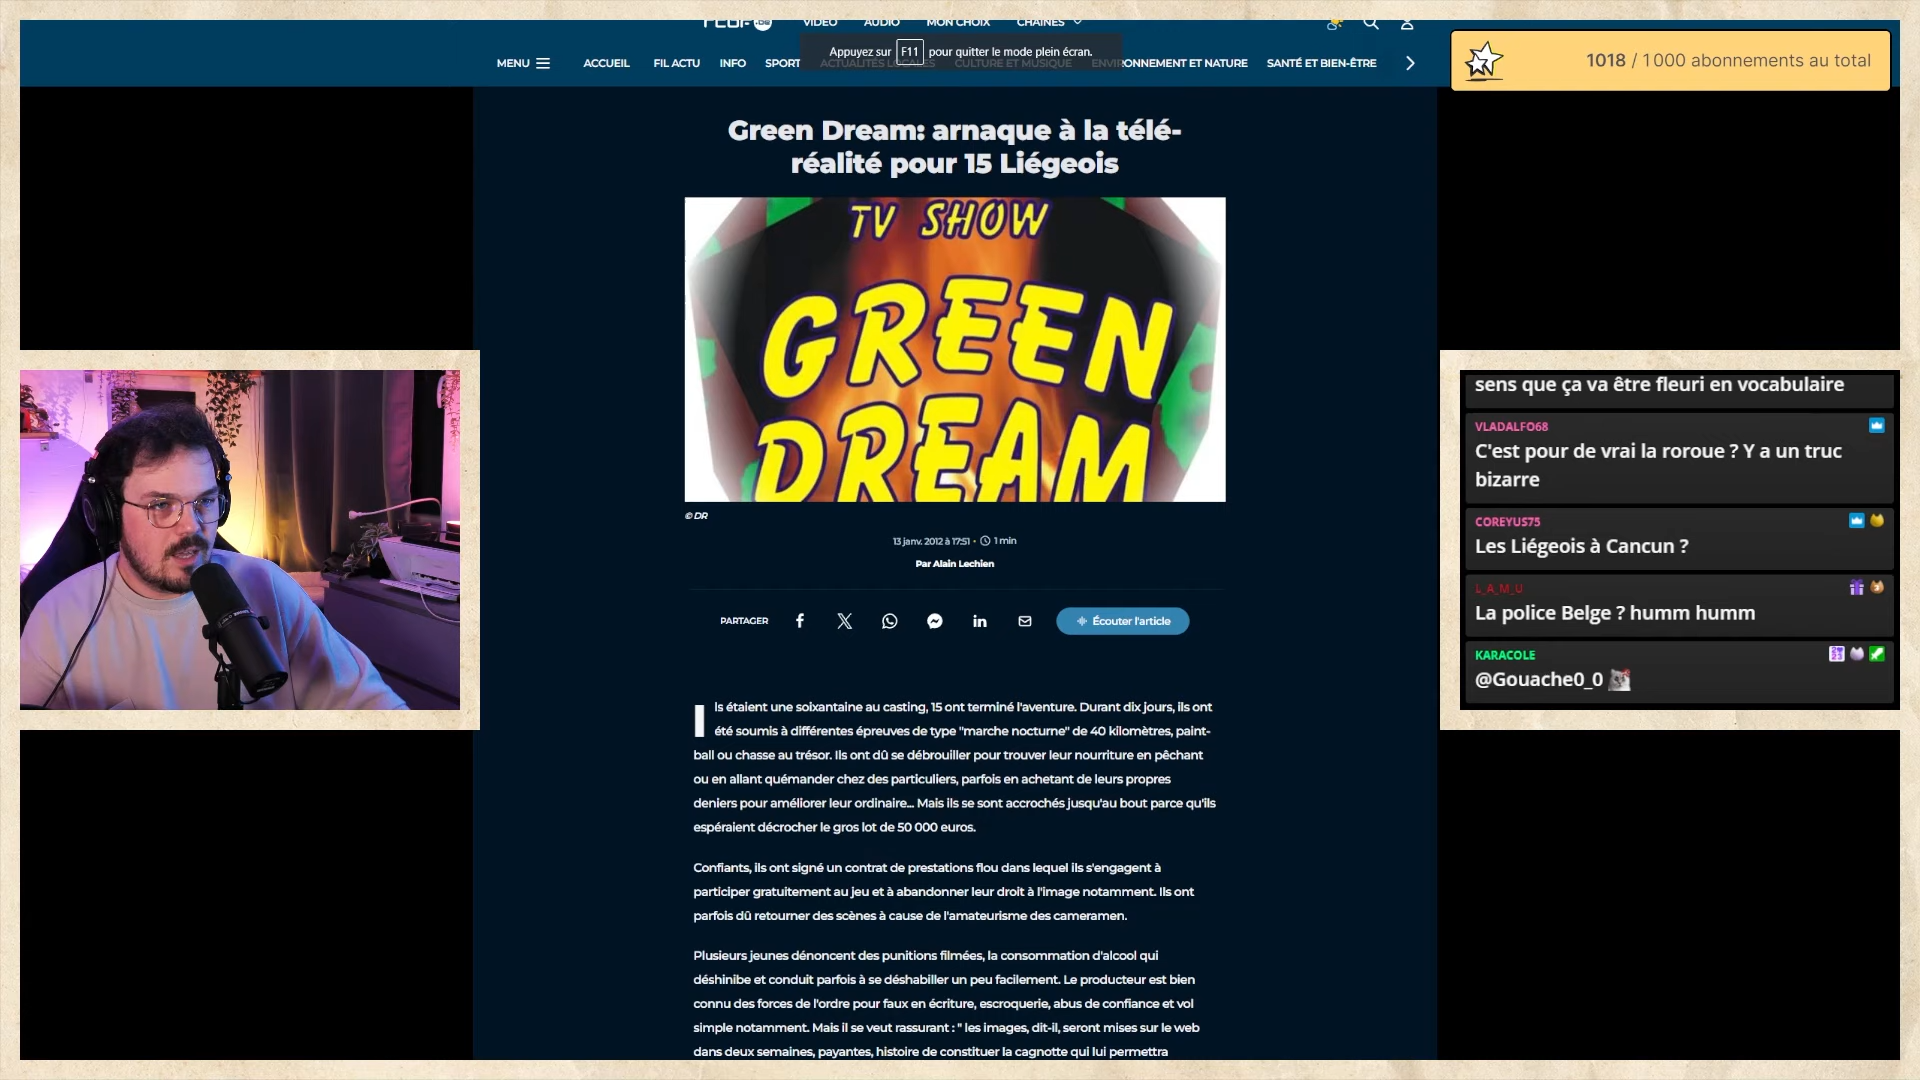 rtbf.be VIDÉO AUDIO MON CHOIX CHAÎNES
Appuyez sur F11 pour quitter le mode plein écran.
MENU ACCUEIL FIL ACTU INFO SPORT ACTUALITÉS LOCALES CULTURE ET MUSIQUE ENVIRONNEMENT ET NATURE SANTÉ ET BIEN-ÊTRE
1018 / 1000 abonnements au total
Green Dream: arnaque à la télé-
réalité pour 15 Liégeois
TV SHOW
GREEN
DREAM
© DR
13 janv. 2012 à 17:51 • 1 min
Par Alain Lechien
PARTAGER Écouter l'article
Ils étaient une soixantaine au casting, 15 ont terminé l'aventure. Durant dix jours, ils ont
été soumis à différentes épreuves de type "marche nocturne" de 40 kilomètres, paint-
ball ou chasse au trésor. Ils ont dû se débrouiller pour trouver leur nourriture en pêchant
ou en allant quémander chez des particuliers, parfois en achetant de leurs propres
deniers pour améliorer leur ordinaire... Mais ils se sont accrochés jusqu'au bout parce qu'ils
espéraient décrocher le gros lot de 50 000 euros.
Confiants, ils ont signé un contrat de prestations flou dans lequel ils s'engagent à
participer gratuitement au jeu et à abandonner leur droit à l'image notamment. Ils ont
parfois dû retourner des scènes à cause de l'amateurisme des cameramen.
Plusieurs jeunes dénoncent des punitions filmées, la consommation d'alcool qui
déshinibe et conduit parfois à se déshabiller un peu facilement. Le producteur est bien
connu des forces de l'ordre pour faux en écriture, escroquerie, abus de confiance et vol
simple notamment. Mais il se veut rassurant : " les images, dit-il, seront mises sur le web
dans deux semaines, payantes, histoire de constituer la cagnotte qui lui permettra
sens que ça va être fleuri en vocabulaire
VLADALFO68
C'est pour de vrai la roroue ? Y a un truc
bizarre
COREYUS75
Les Liégeois à Cancun ?
L_A_M_U
La police Belge ? humm humm
KARACOLE
@Gouache0_0